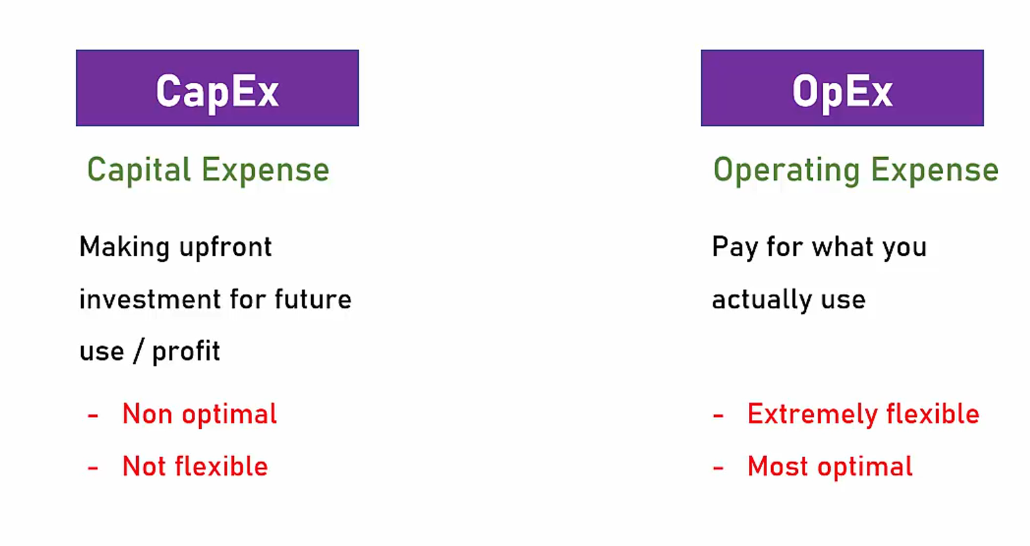 CapEx
Capital Expense
Making upfront
investment for future
use / profit
- Non optimal
- Not flexible
OpEx
Operating Expense
Pay for what you
actually use
- Extremely flexible
- Most optimal